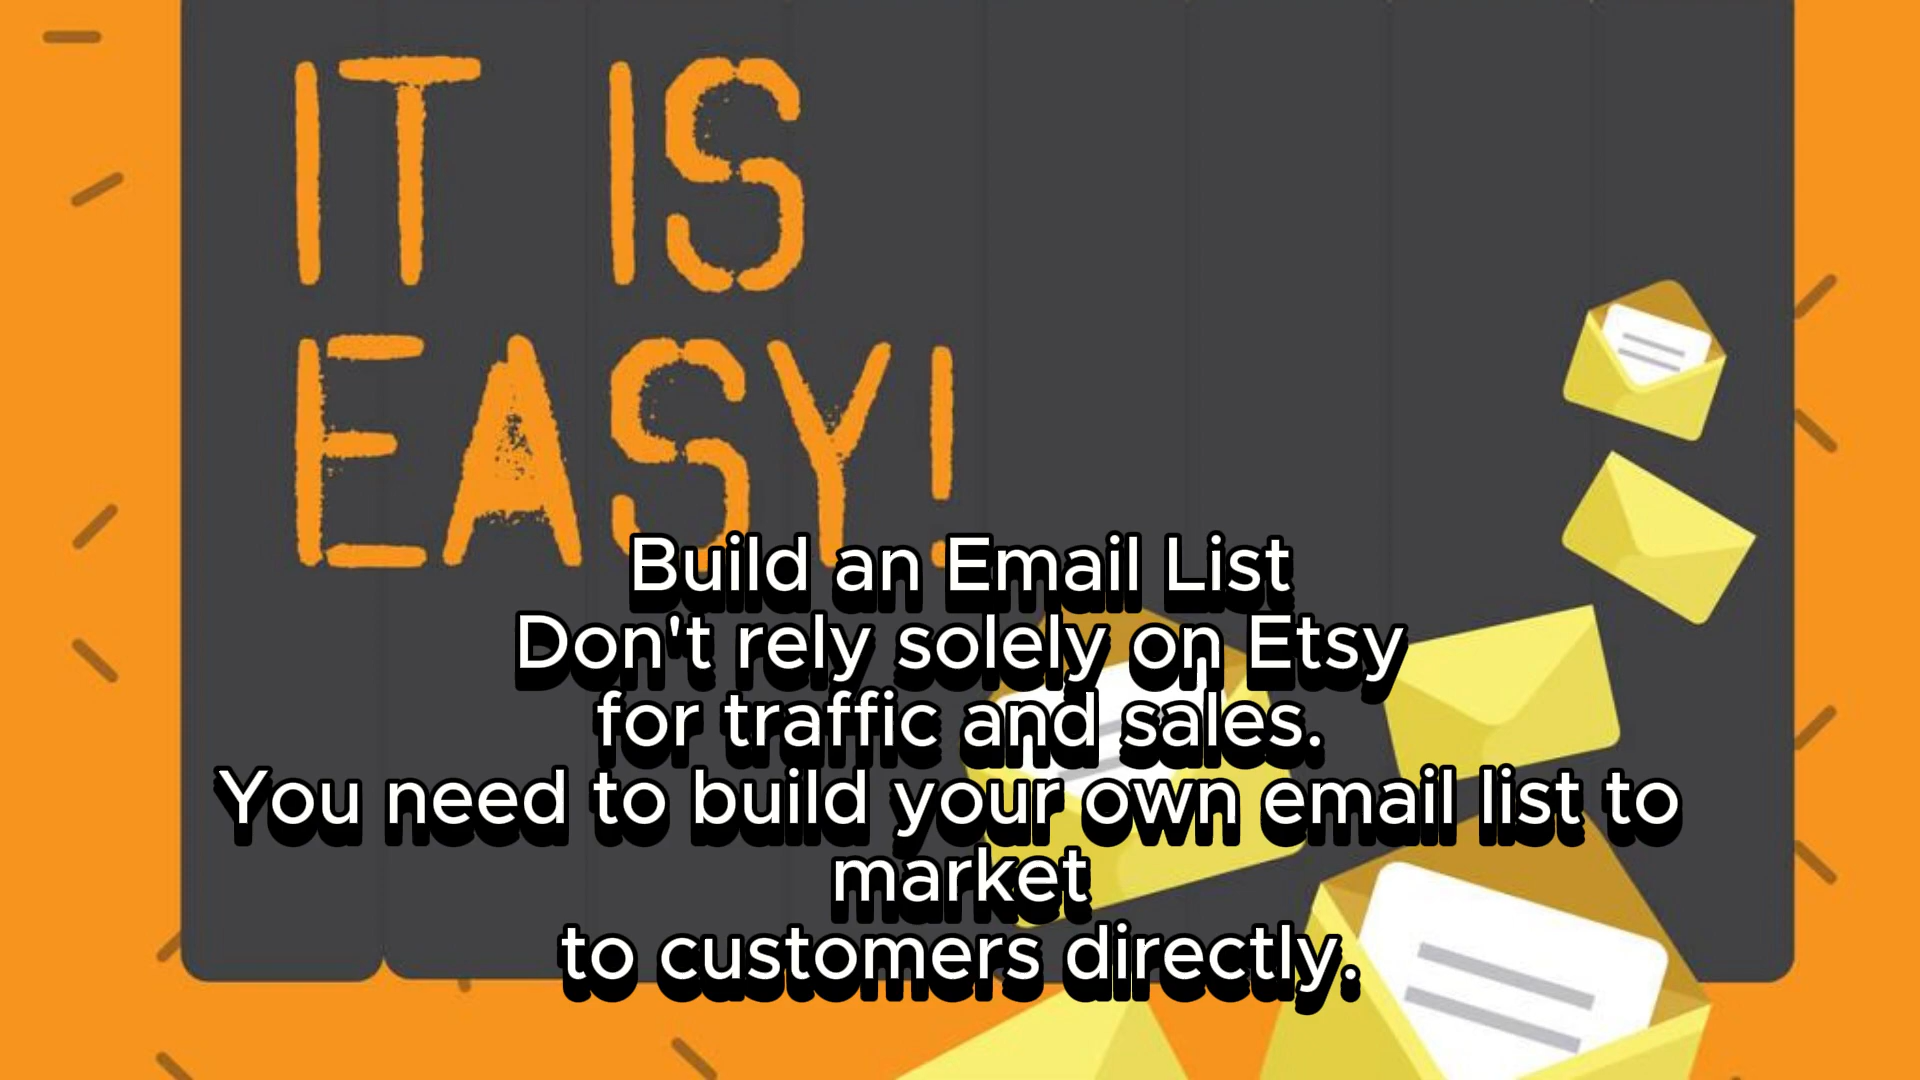 IT IS
EASY!
Build an Email List
Don't rely solely on Etsy
for traffic and sales.
You need to build your own email list to
market
to customers directly.